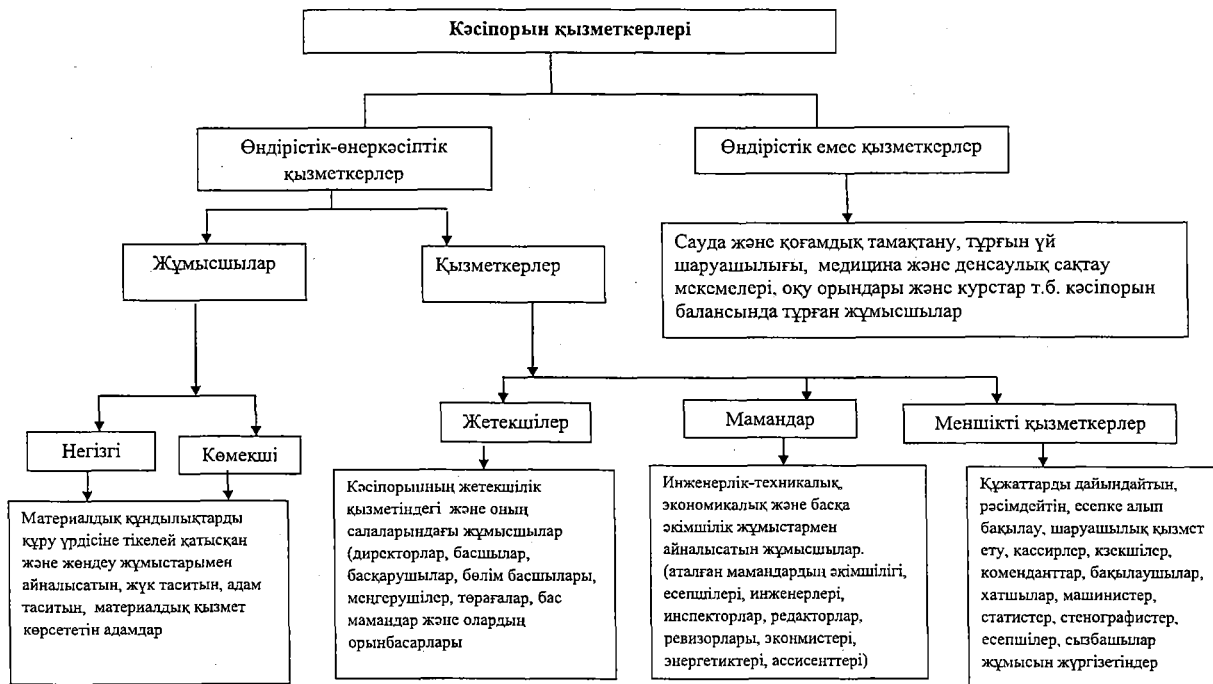 Кәсіпорын қызметкерлері
Өндірістік-өнеркәсіптік
қызметкерлер
Өндірістік емес қызметкерлер
Сауда және қоғамдық тамақтану, тұрғын үй
шаруашылығы, медицина және денсаулық сақтау
мекемелері, оқу орындары және курстар т.б. кәсіпорын
балансында тұрған жұмысшылар
Жұмысшылар
Қызметкерлер
Негізгі
Көмекші
Жетекшілер
Мамандар
Меншікті қызметкерлер
Материалдық құндылықтарды
құру үрдісіне тікелей қатысқан
және жөндеу жұмыстарымен
айналысатын, жүк таситын, адам
таситын, материалдық қызмет
көрсететін адамдар
Кәсіпорынның жетекшілік
қызметіндегі және оның
салаларындағы жұмысшылар
(директорлар, басшылар,
басқарушылар, бөлім басшылары,
меңгерушілер, төрағалар, бас
мамандар және олардың
орынбасарлары
Инженерлік-техникалық,
экономикалық және басқа
әкімшілік жұмыстармен
айналысатын жұмысшылар.
(аталған мамандардың әкімшілігі,
есепшілері, инженерлері,
инспекторлар, редакторлар,
ревизорлары, экономистері,
энергетиктері, ассисенттері)
Құжаттарды дайындайтын,
рәсімдейтін, есепке алып
бақылау, шаруашылық қызмет
ету, кассирлер, кзекшілер,
коменданттар, бақылаушылар,
хатшылар, машинистер,
статистер, стенографистер,
есепшілер, сызбашылар
жұмысын жүргізетіндер